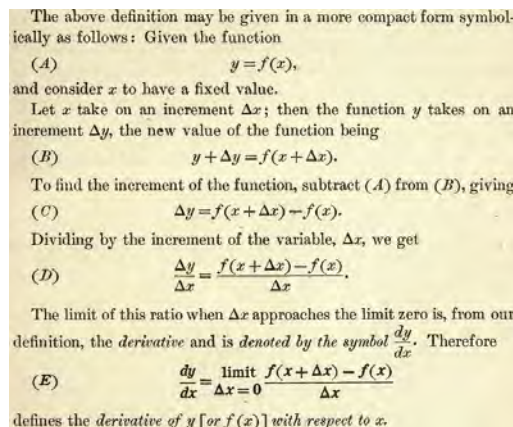 The above definition may be given in a more compact form symbol-
ically as follows: Given the function
(A) y = f(x),
and consider x to have a fixed value.
Let x take on an increment Δx; then the function y takes on an
increment Δy, the new value of the function being
(B) y + Δy = f(x + Δx).
To find the increment of the function, subtract (A) from (B), giving
(C) Δy = f(x + Δx) − f(x).
Dividing by the increment of the variable, Δx, we get
(D) Δy/Δx = f(x + Δx) − f(x)/Δx.
The limit of this ratio when Δx approaches the limit zero is, from our
definition, the derivative and is denoted by the symbol dy/dx. Therefore
(E) dy/dx = limit Δx=0 f(x + Δx) − f(x)/Δx
defines the derivative of y [or f(x)] with respect to x.